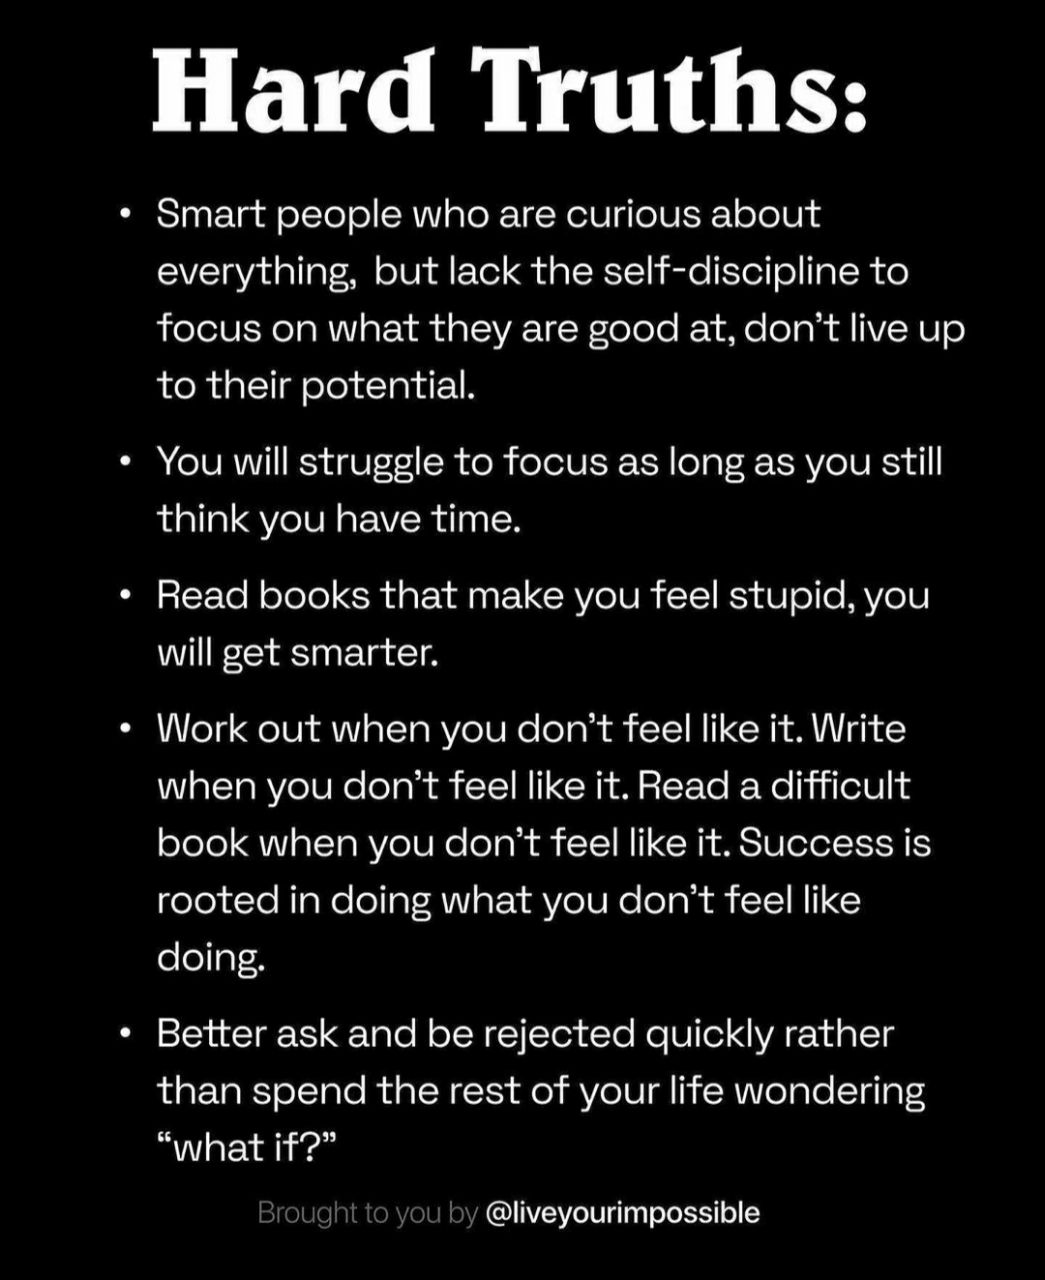 Hard Truths:
• Smart people who are curious about
everything,  but lack the self-discipline to
focus on what they are good at, don’t live up
to their potential.
• You will struggle to focus as long as you still
think you have time.
• Read books that make you feel stupid, you
will get smarter.
• Work out when you don’t feel like it. Write
when you don’t feel like it. Read a difficult
book when you don’t feel like it. Success is
rooted in doing what you don’t feel like
doing.
• Better ask and be rejected quickly rather
than spend the rest of your life wondering
“what if?”
Brought to you by @liveyourimpossible